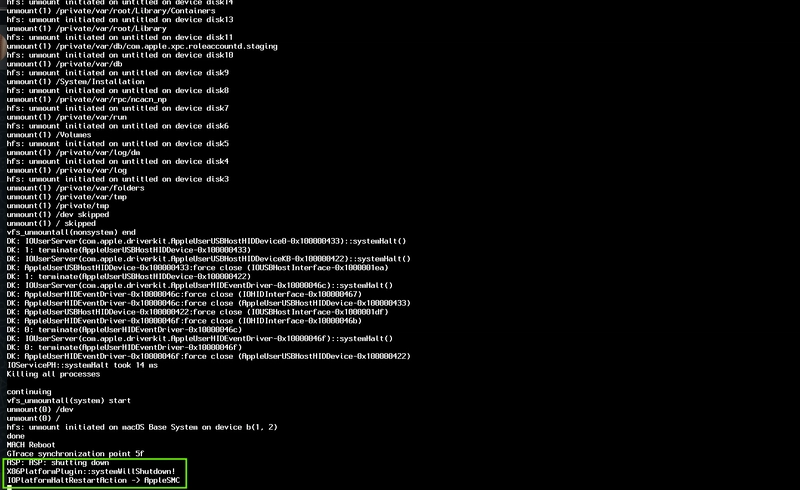 hfs: unmount initiated on untitled on device disk14
unmount(1) /private/var/root/Library/Containers
hfs: unmount initiated on untitled on device disk13
unmount(1) /private/var/root/Library
hfs: unmount initiated on untitled on device disk11
unmount(1) /private/var/db/com.apple.xpc.roleaccountd.staging
hfs: unmount initiated on untitled on device disk10
unmount(1) /private/var/db
hfs: unmount initiated on untitled on device disk9
unmount(1) /System/Installation
hfs: unmount initiated on untitled on device disk8
unmount(1) /private/var/rpc/ncacn_np
hfs: unmount initiated on untitled on device disk7
unmount(1) /private/var/run
hfs: unmount initiated on untitled on device disk6
unmount(1) /Volumes
hfs: unmount initiated on untitled on device disk5
unmount(1) /private/var/log/dm
hfs: unmount initiated on untitled on device disk4
unmount(1) /private/var/log
hfs: unmount initiated on untitled on device disk3
unmount(1) /private/var/folders
unmount(1) /private/var/tmp
unmount(1) /private/tmp
unmount(1) /dev skipped
unmount(1) / skipped
vfs_unmountall(nonsystem) end
DK: IOUserServer(com.apple.driverkit.AppleUserUSBHostHIDDevice0-0x100000433)::systemHalt()
DK: 1: terminate(AppleUserUSBHostHIDDevice-0x100000433)
DK: IOUserServer(com.apple.driverkit.AppleUserUSBHostHIDDeviceKB-0x100000422)::systemHalt()
DK: AppleUserUSBHostHIDDevice-0x100000433:force close (IOUSBHostInterface-0x1000001ea)
DK: 1: terminate(AppleUserUSBHostHIDDevice-0x100000422)
DK: IOUserServer(com.apple.driverkit.AppleUserHIDEventDriver-0x10000046c)::systemHalt()
DK: AppleUserHIDEventDriver-0x10000046c:force close (IOHIDInterface-0x100000467)
DK: AppleUserHIDEventDriver-0x10000046c:force close (AppleUserUSBHostHIDDevice-0x100000433)
DK: AppleUserUSBHostHIDDevice-0x100000422:force close (IOUSBHostInterface-0x1000001df)
DK: AppleUserHIDEventDriver-0x10000046f:force close (IOHIDInterface-0x10000046b)
DK: 0: terminate(AppleUserHIDEventDriver-0x10000046c)
DK: IOUserServer(com.apple.driverkit.AppleUserHIDEventDriver-0x10000046f)::systemHalt()
DK: 0: terminate(AppleUserHIDEventDriver-0x10000046f)
DK: AppleUserHIDEventDriver-0x10000046f:force close (AppleUserUSBHostHIDDevice-0x100000422)
IOServicePM::systemHalt took 14 ms
Killing all processes
continuing
vfs_unmountall(system) start
unmount(0) /dev
unmount(0) /
hfs: unmount initiated on macOS Base System on device b(1, 2)
done
MACH Reboot
GTrace synchronization point 5f
ASP: ASP: shutting down
X86PlatformPlugin::systemWillShutdown!
IOPlatformHaltRestartAction -> AppleSMC